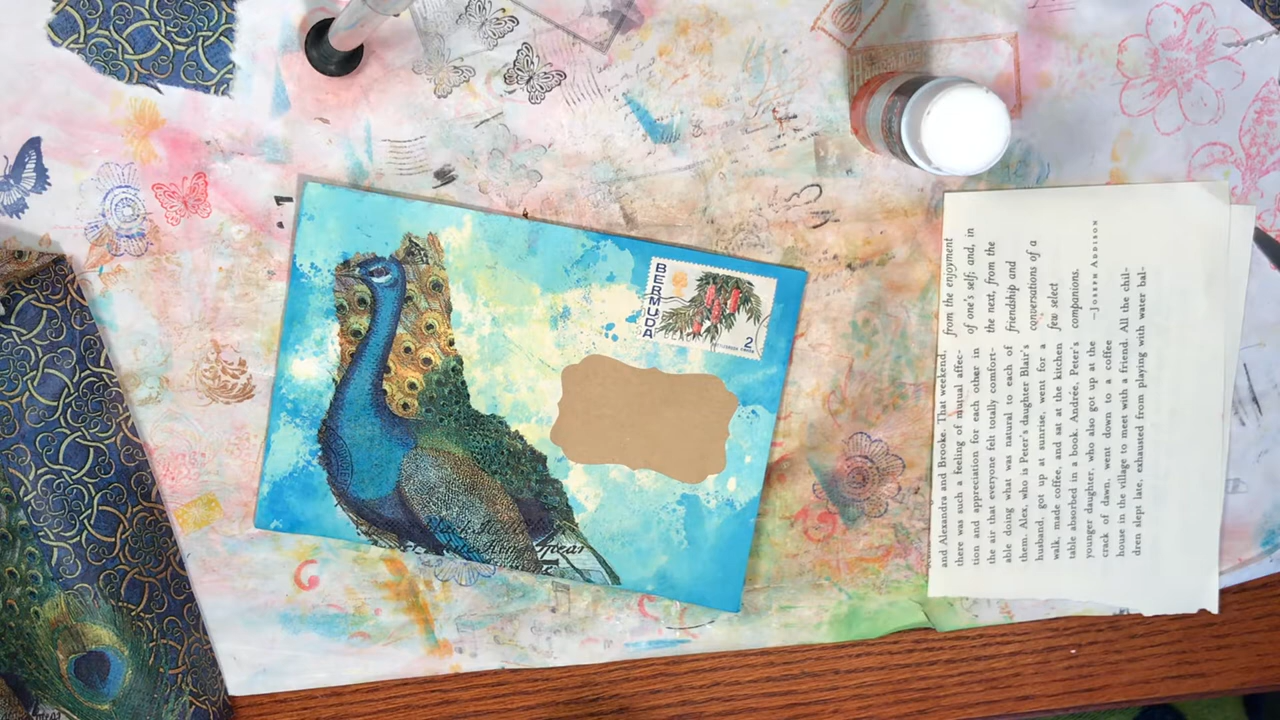 BERMUDA
2
from the enjoyment
of one's self; and, in
the next, from the
friendship and
conversations of a
few select
companions.
—JOSEPH ADDISON
and Alexandra and Brooke. That weekend,
there was such a feeling of mutual affec-
tion and appreciation for each other in
the air that everyone felt totally comfort-
able doing what was natural to each of
them. Alex, who is Peter's daughter Blair's
husband, got up at sunrise, went for a
walk, made coffee, and sat at the kitchen
table absorbed in a book. Andrée, Peter's
younger daughter, who also got up at the
crack of dawn, went down to a coffee
house in the village to meet with a friend. All the chil-
dren slept late, exhausted from playing with water bal-